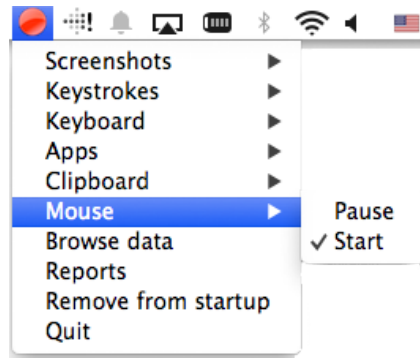 Screenshots
Keystrokes
Keyboard
Apps
Clipboard
Mouse
Pause
Browse data
Start
Reports
Remove from startup
Quit